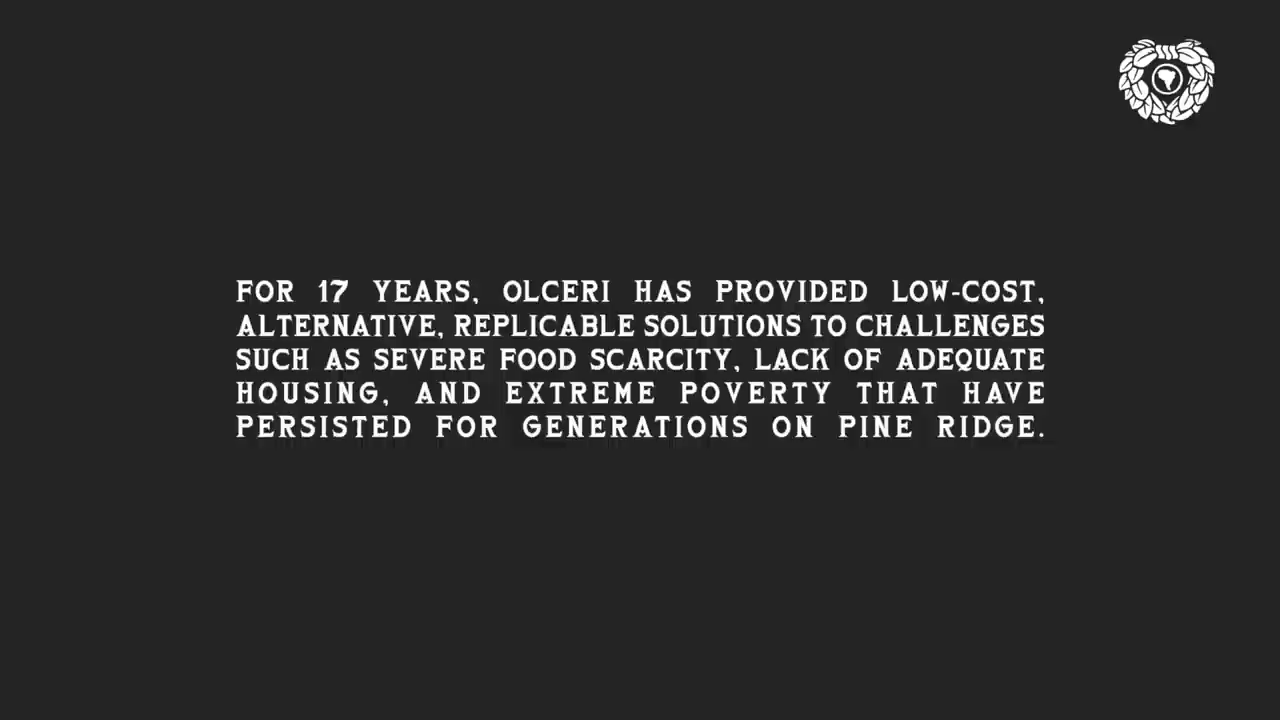 FOR 17 YEARS, OLCERI HAS PROVIDED LOW-COST,
ALTERNATIVE, REPLICABLE SOLUTIONS TO CHALLENGES
SUCH AS SEVERE FOOD SCARCITY, LACK OF ADEQUATE
HOUSING, AND EXTREME POVERTY THAT HAVE
PERSISTED FOR GENERATIONS ON PINE RIDGE.